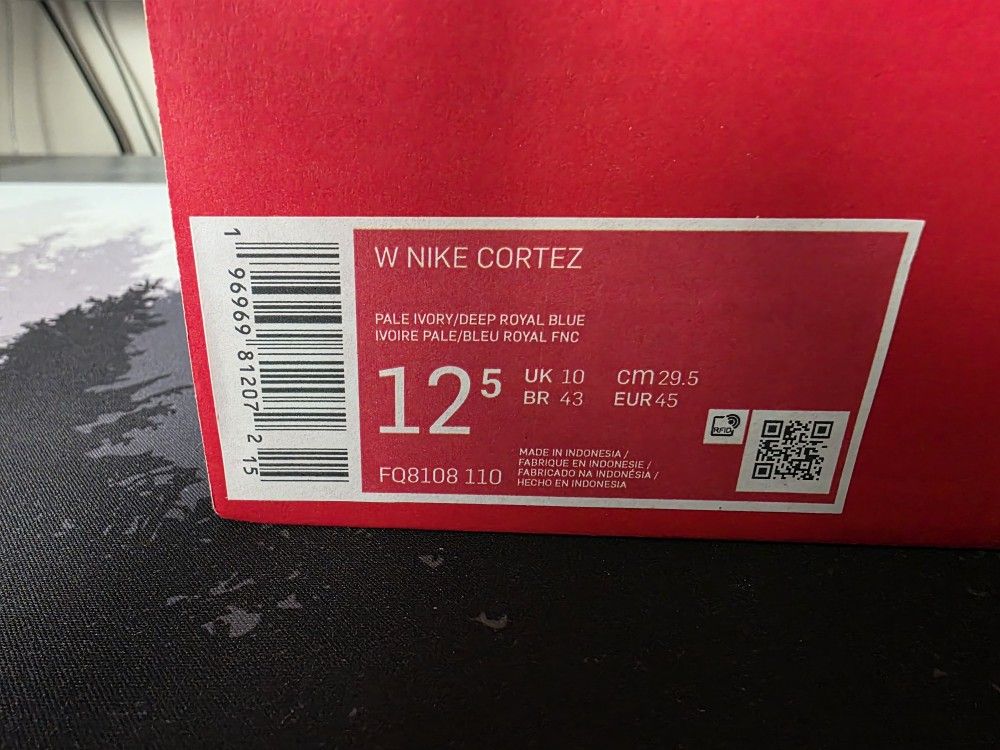 1 96969 81207 2 15
W NIKE CORTEZ
PALE IVORY/DEEP ROYAL BLUE
IVOIRE PALE/BLEU ROYAL FNC
12 5
UK 10 cm 29.5
BR 43 EUR 45
RFID
FQ8108 110
MADE IN INDONESIA /
FABRIQUE EN INDONESIE /
FABRICADO NA INDONÉSIA /
HECHO EN INDONESIA